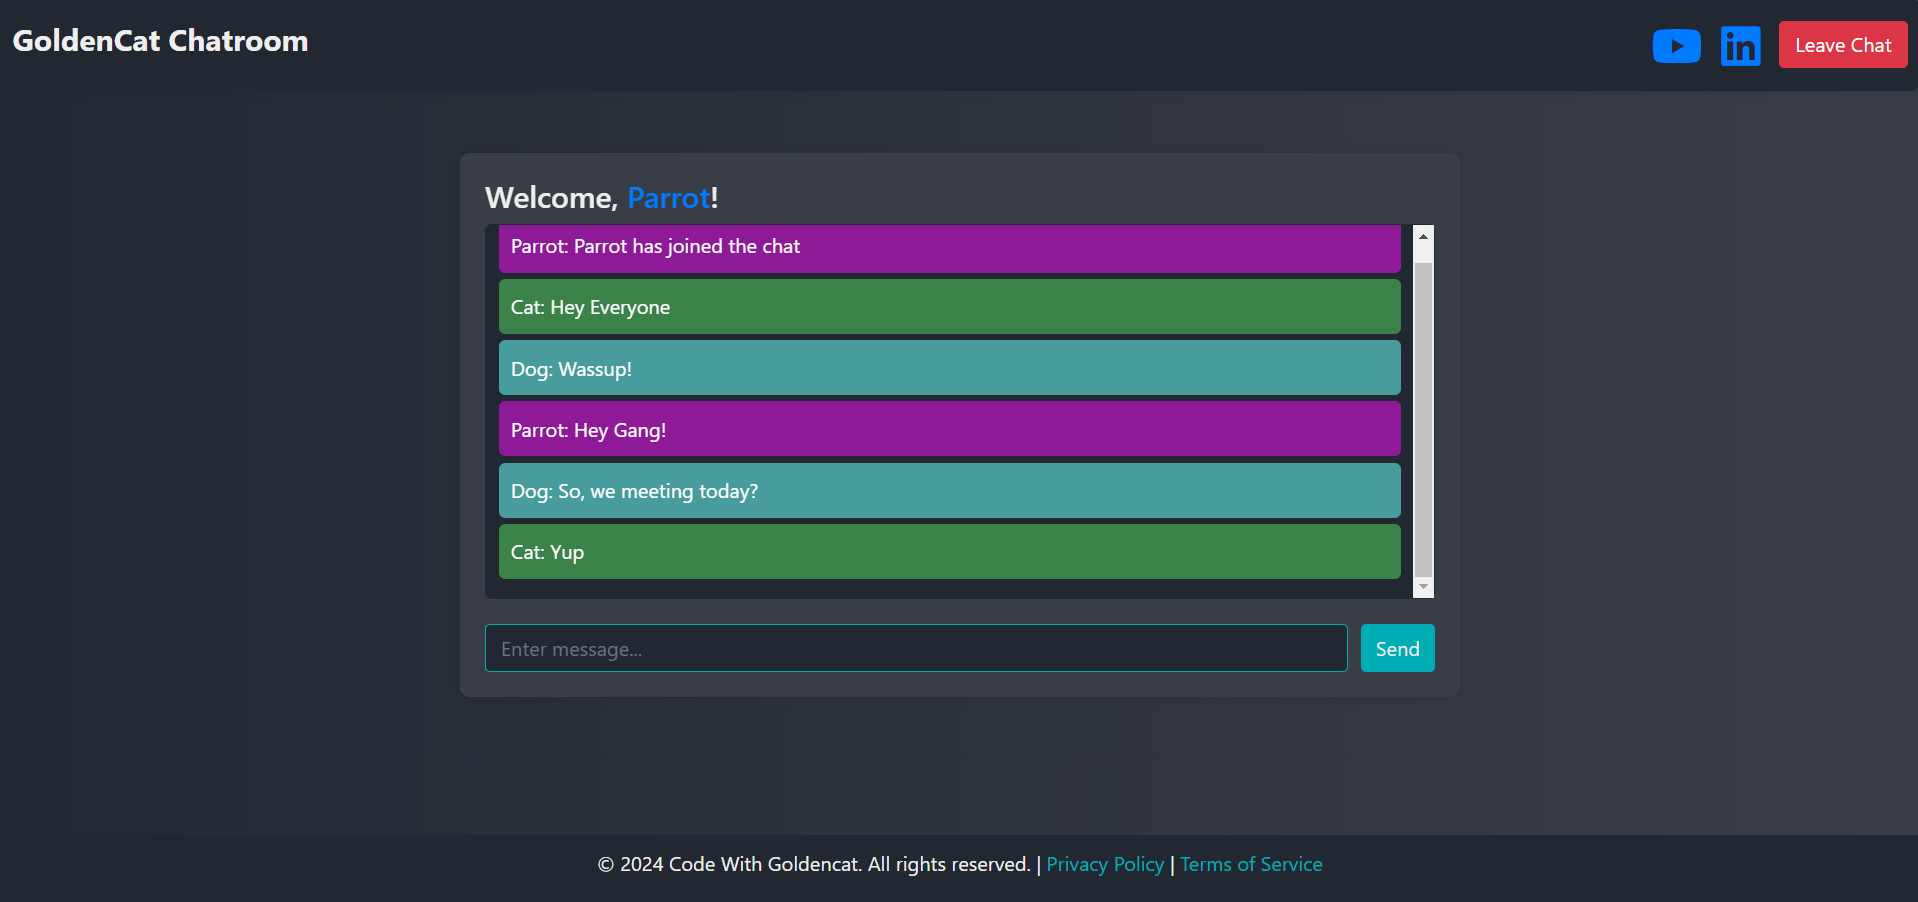 GoldenCat Chatroom
in
Leave Chat
Welcome, Parrot!
Parrot: Parrot has joined the chat
Cat: Hey Everyone
Dog: Wassup!
Parrot: Hey Gang!
Dog: So, we meeting today?
Cat: Yup
Enter message...
Send
© 2024 Code With Goldencat. All rights reserved. | Privacy Policy | Terms of Service